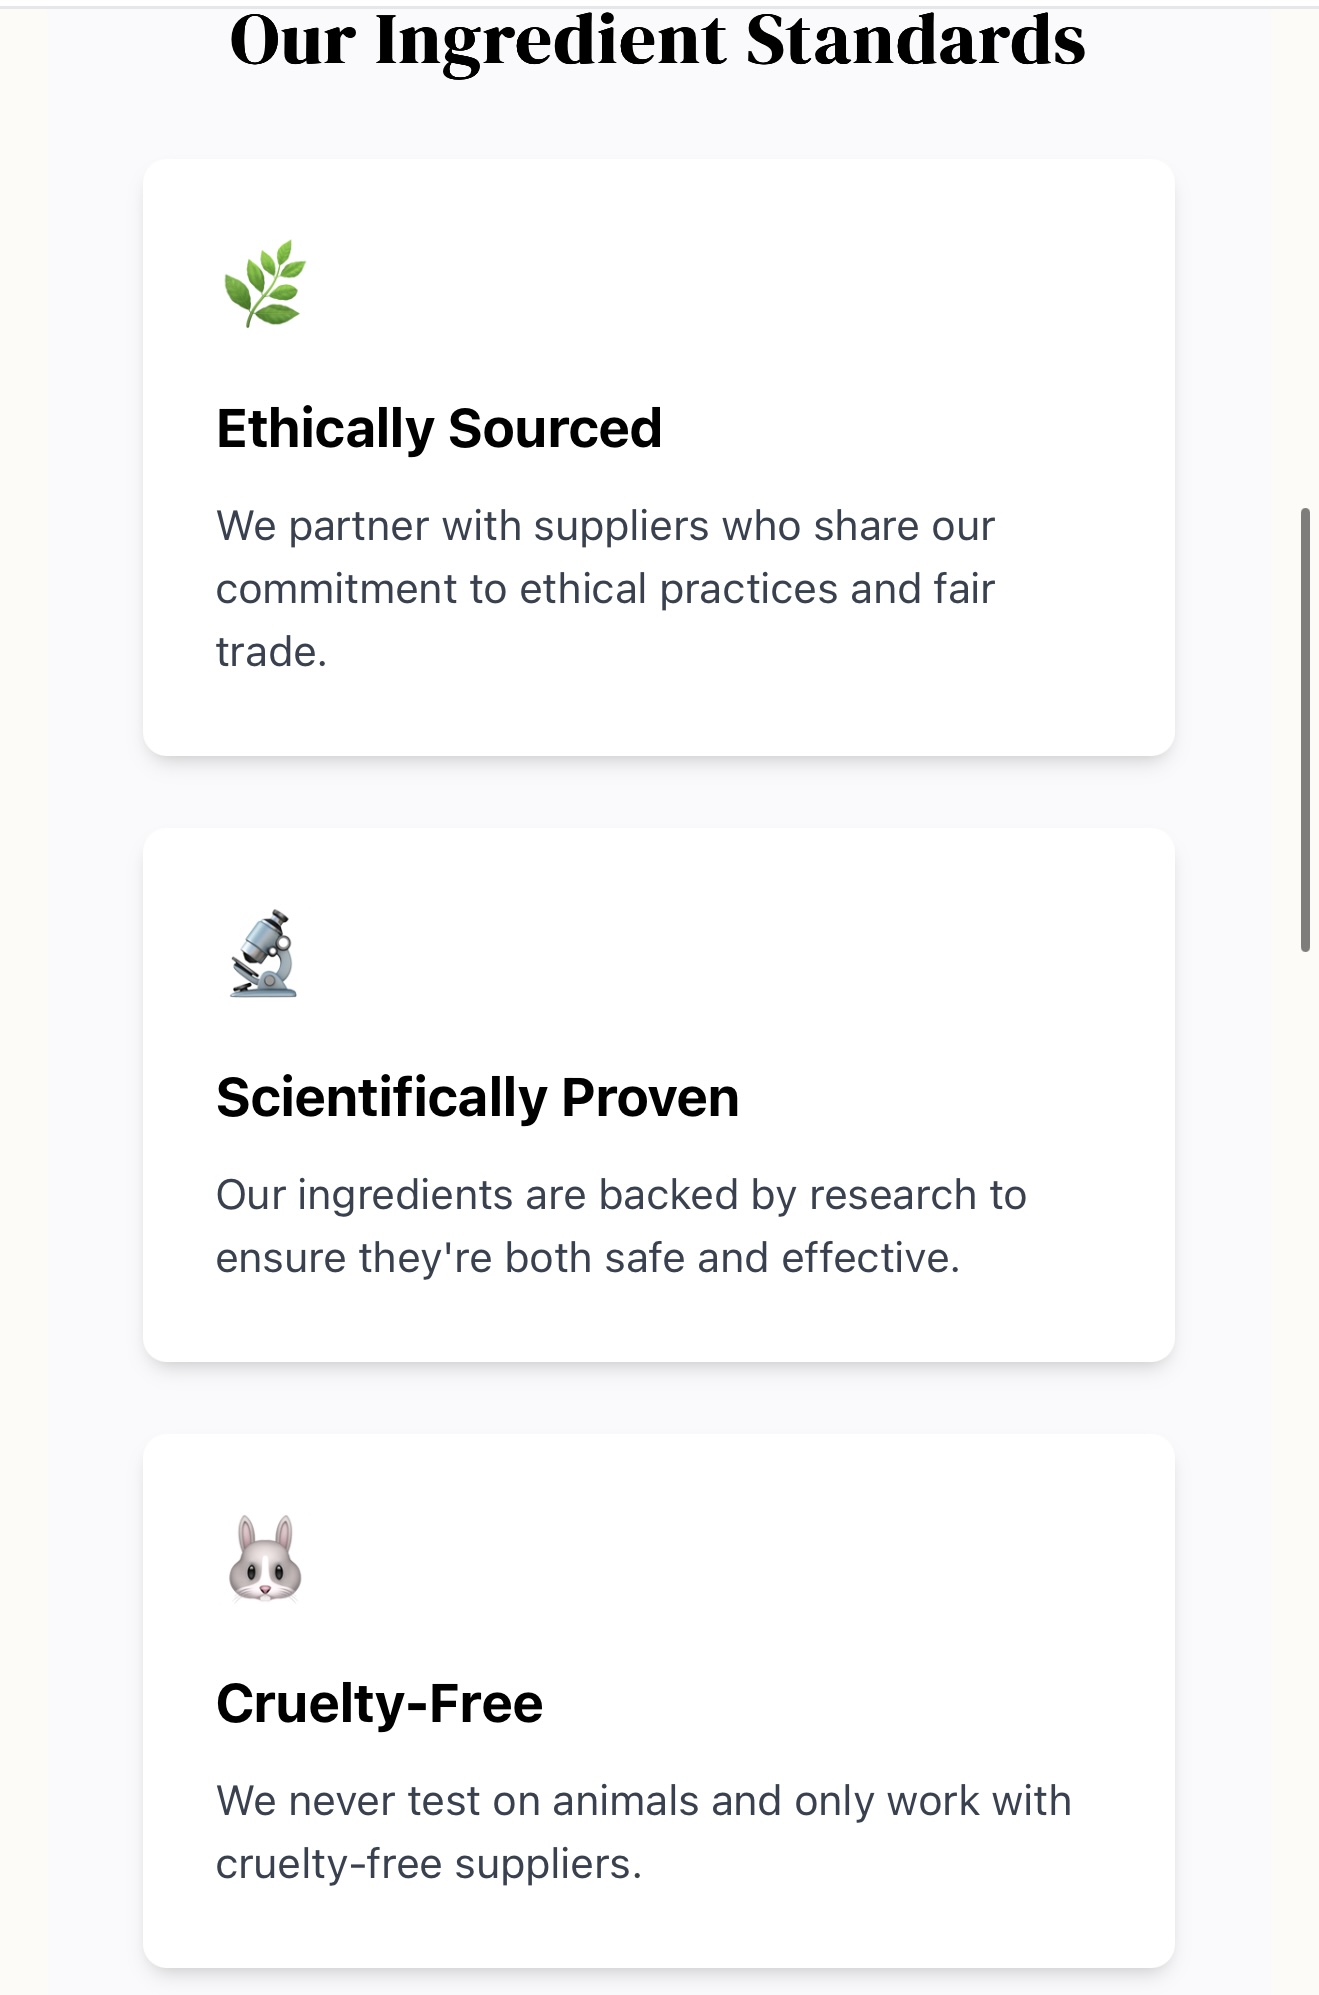 Our Ingredient Standards
Ethically Sourced
We partner with suppliers who share our
commitment to ethical practices and fair
trade.
Scientifically Proven
Our ingredients are backed by research to
ensure they're both safe and effective.
Cruelty-Free
We never test on animals and only work with
cruelty-free suppliers.